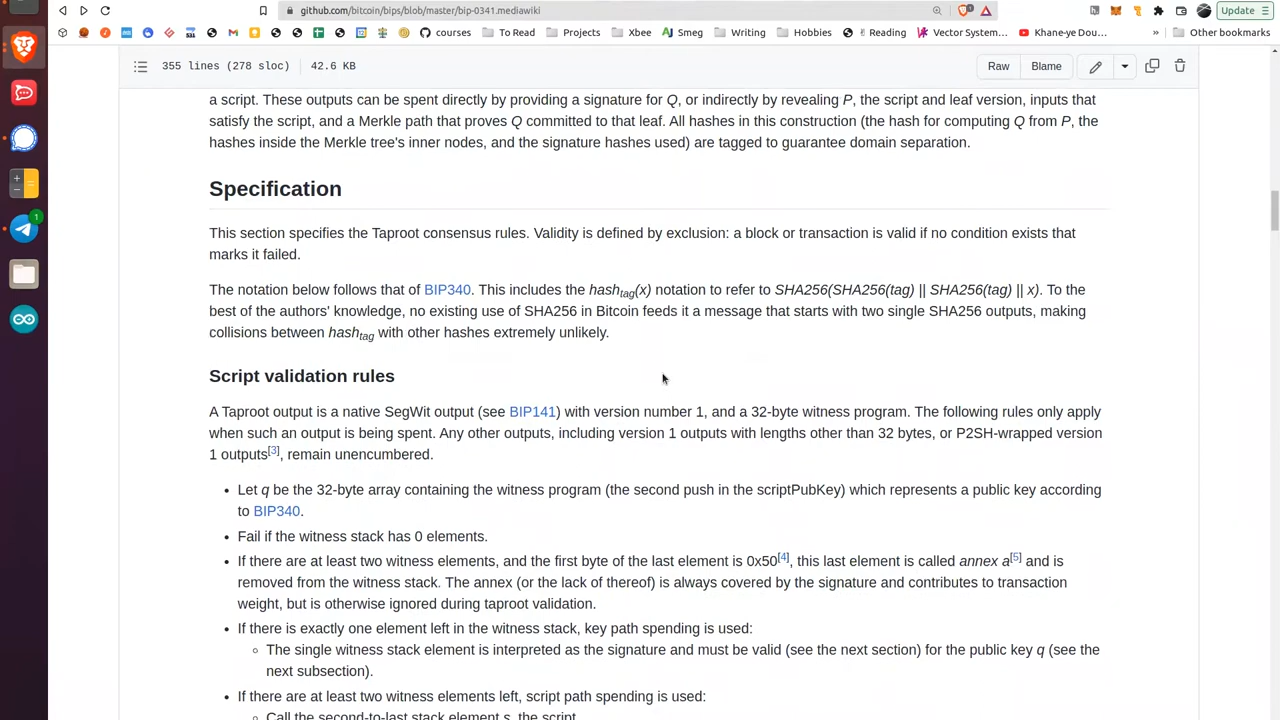 github.com/bitcoin/bips/blob/master/bip-0341.mediawiki
1
Update
courses
To Read
Projects
Xbee
Smeg
Writing
Hobbies
Reading
Vector System...
Khane-ye Dou...
»
Other bookmarks
355 lines (278 sloc) 42.6 KB
Raw
Blame
a script. These outputs can be spent directly by providing a signature for Q, or indirectly by revealing P, the script and leaf version, inputs that
satisfy the script, and a Merkle path that proves Q committed to that leaf. All hashes in this construction (the hash for computing Q from P, the
hashes inside the Merkle tree's inner nodes, and the signature hashes used) are tagged to guarantee domain separation.
Specification
This section specifies the Taproot consensus rules. Validity is defined by exclusion: a block or transaction is valid if no condition exists that
marks it failed.
The notation below follows that of BIP340. This includes the hashtag(x) notation to refer to SHA256(SHA256(tag) || SHA256(tag) || x). To the
best of the authors' knowledge, no existing use of SHA256 in Bitcoin feeds it a message that starts with two single SHA256 outputs, making
collisions between hashtag with other hashes extremely unlikely.
Script validation rules
A Taproot output is a native SegWit output (see BIP141) with version number 1, and a 32-byte witness program. The following rules only apply
when such an output is being spent. Any other outputs, including version 1 outputs with lengths other than 32 bytes, or P2SH-wrapped version
1 outputs[3], remain unencumbered.
• Let q be the 32-byte array containing the witness program (the second push in the scriptPubKey) which represents a public key according
to BIP340.
• Fail if the witness stack has 0 elements.
• If there are at least two witness elements, and the first byte of the last element is 0x50[4], this last element is called annex a[5] and is
removed from the witness stack. The annex (or the lack of thereof) is always covered by the signature and contributes to transaction
weight, but is otherwise ignored during taproot validation.
• If there is exactly one element left in the witness stack, key path spending is used:
◦ The single witness stack element is interpreted as the signature and must be valid (see the next section) for the public key q (see the
next subsection).
• If there are at least two witness elements left, script path spending is used:
◦ Call the second-to-last stack element s, the script.
1